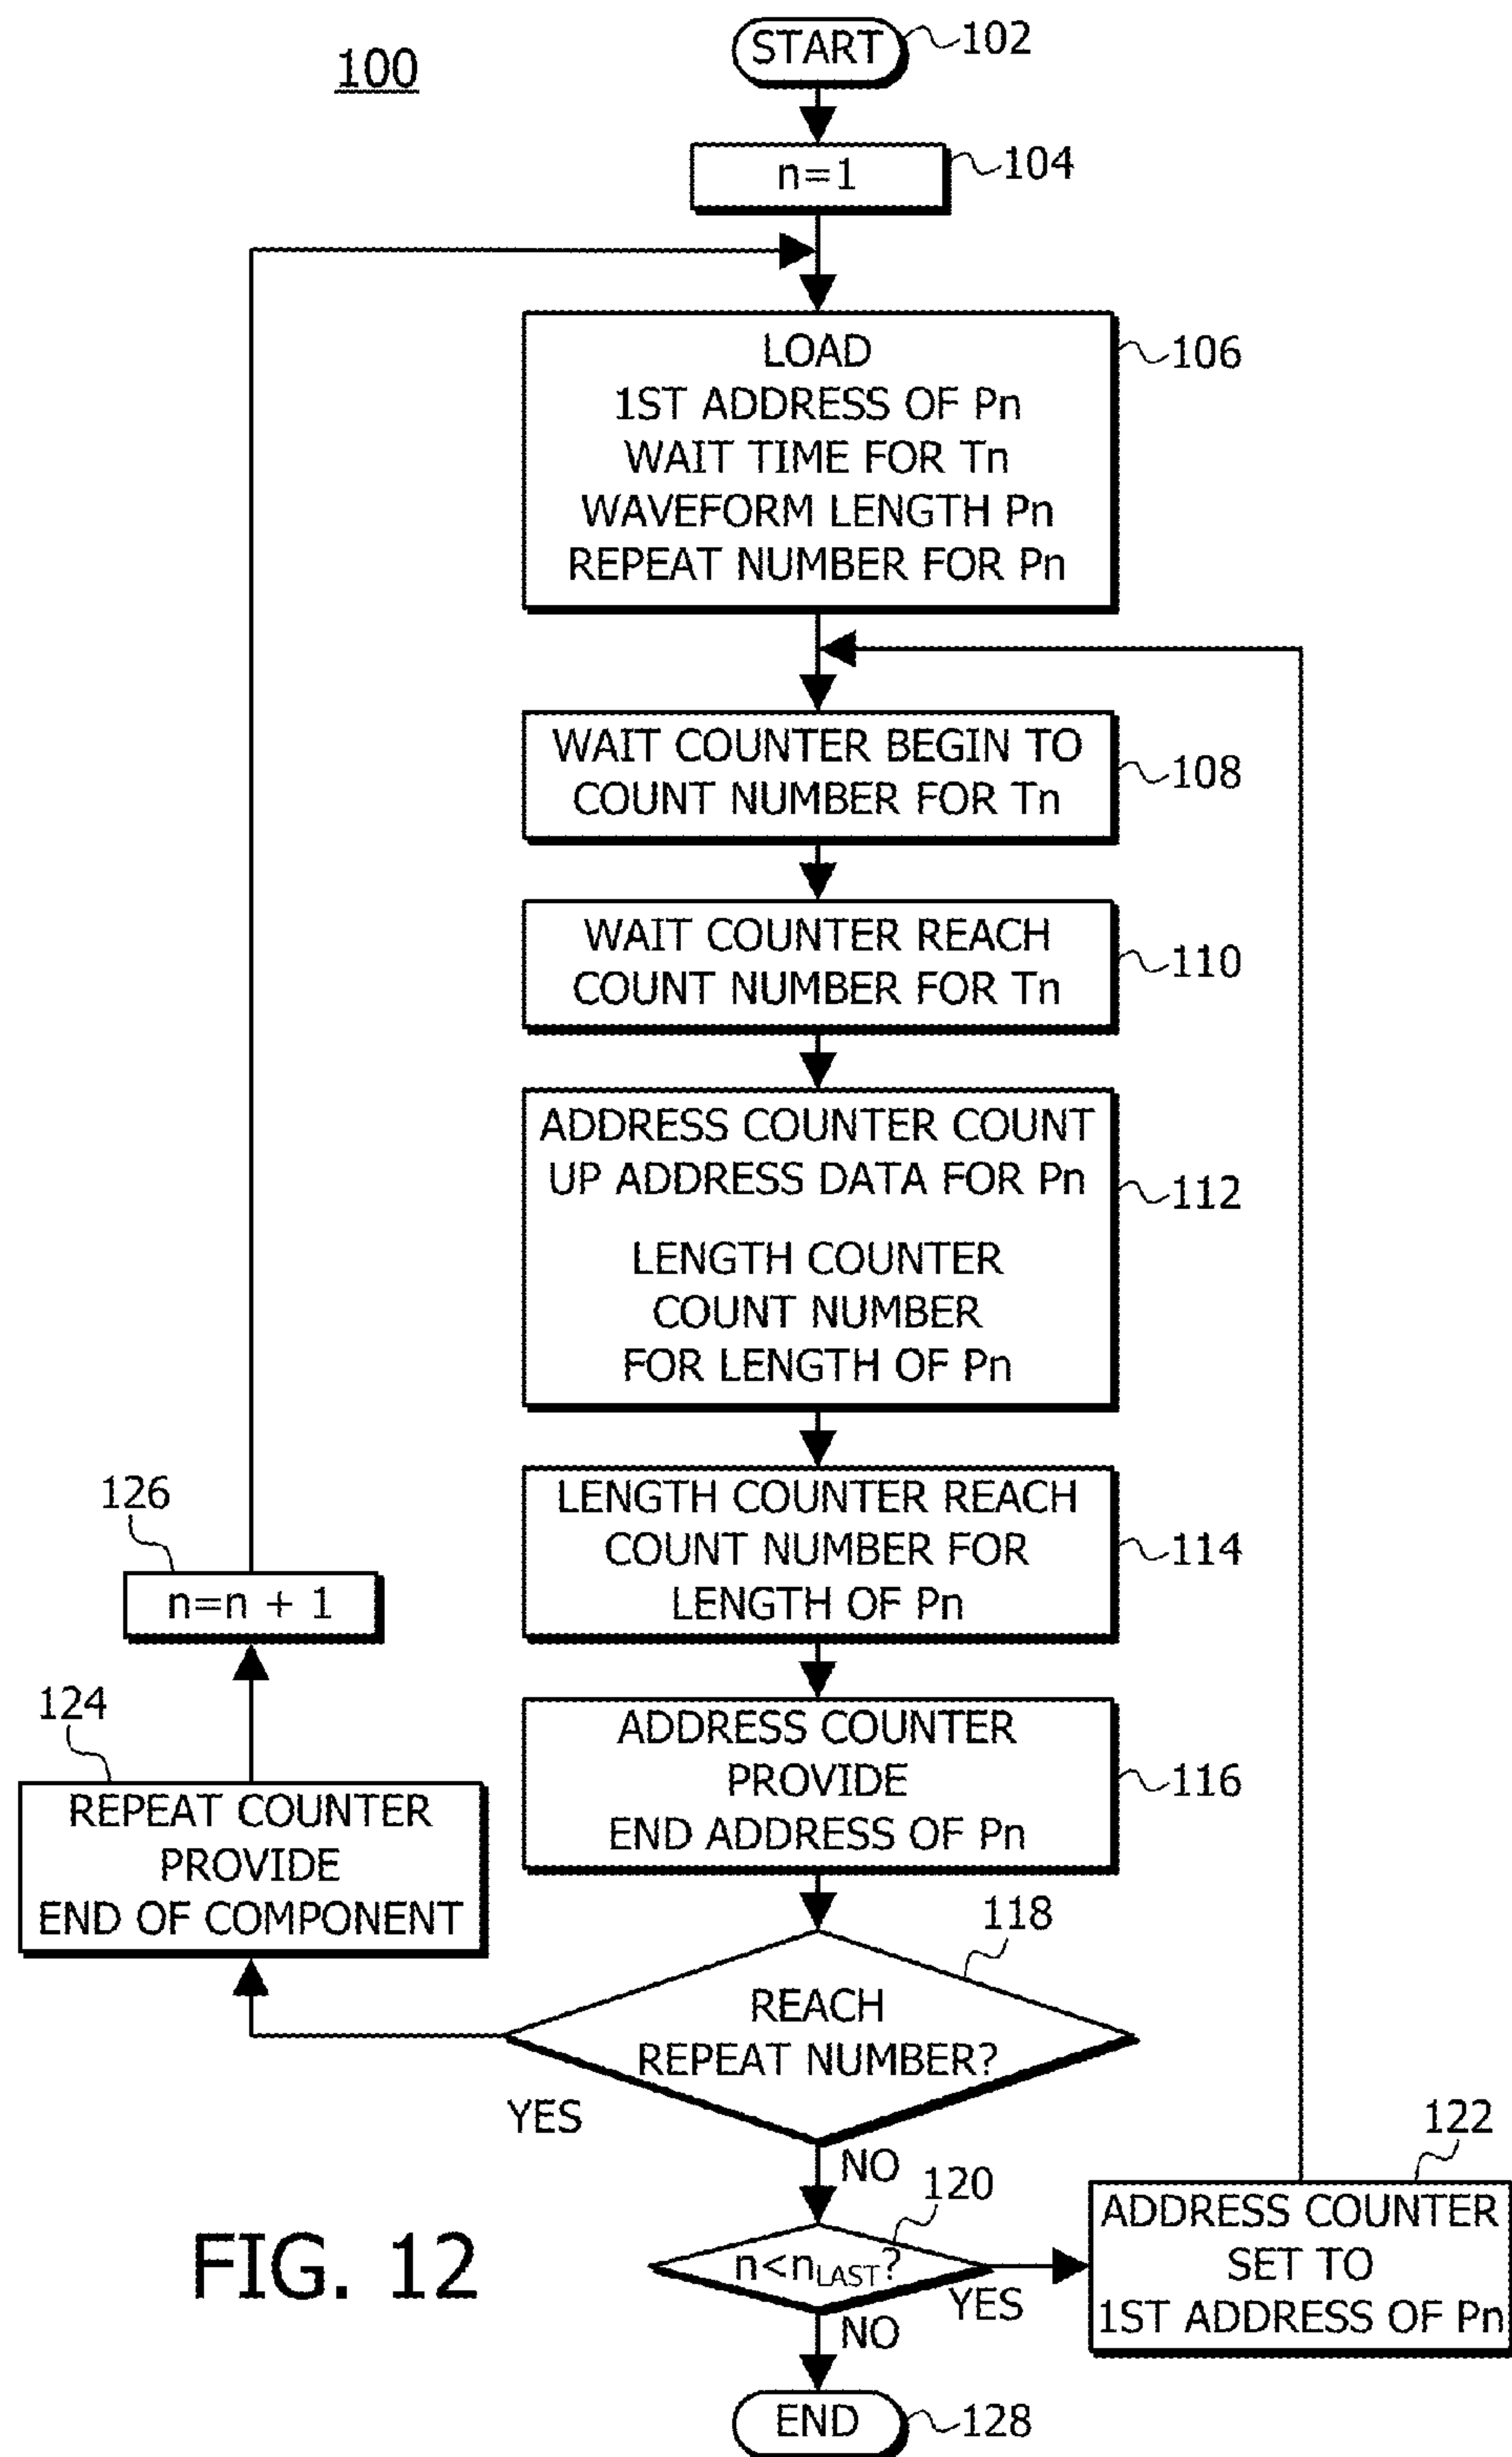 START
102
100
n=1
104
LOAD
1ST ADDRESS OF Pn
WAIT TIME FOR Tn
WAVEFORM LENGTH Pn
REPEAT NUMBER FOR Pn
106
WAIT COUNTER BEGIN TO
COUNT NUMBER FOR Tn
108
WAIT COUNTER REACH
COUNT NUMBER FOR Tn
110
ADDRESS COUNTER COUNT
UP ADDRESS DATA FOR Pn
LENGTH COUNTER
COUNT NUMBER
FOR LENGTH OF Pn
112
LENGTH COUNTER REACH
COUNT NUMBER FOR
LENGTH OF Pn
114
126
n=n + 1
124
REPEAT COUNTER
PROVIDE
END OF COMPONENT
ADDRESS COUNTER
PROVIDE
END ADDRESS OF Pn
116
118
REACH
REPEAT NUMBER?
YES
NO
120
n<nLAST?
YES
NO
122
ADDRESS COUNTER
SET TO
1ST ADDRESS OF Pn
END
128
FIG. 12